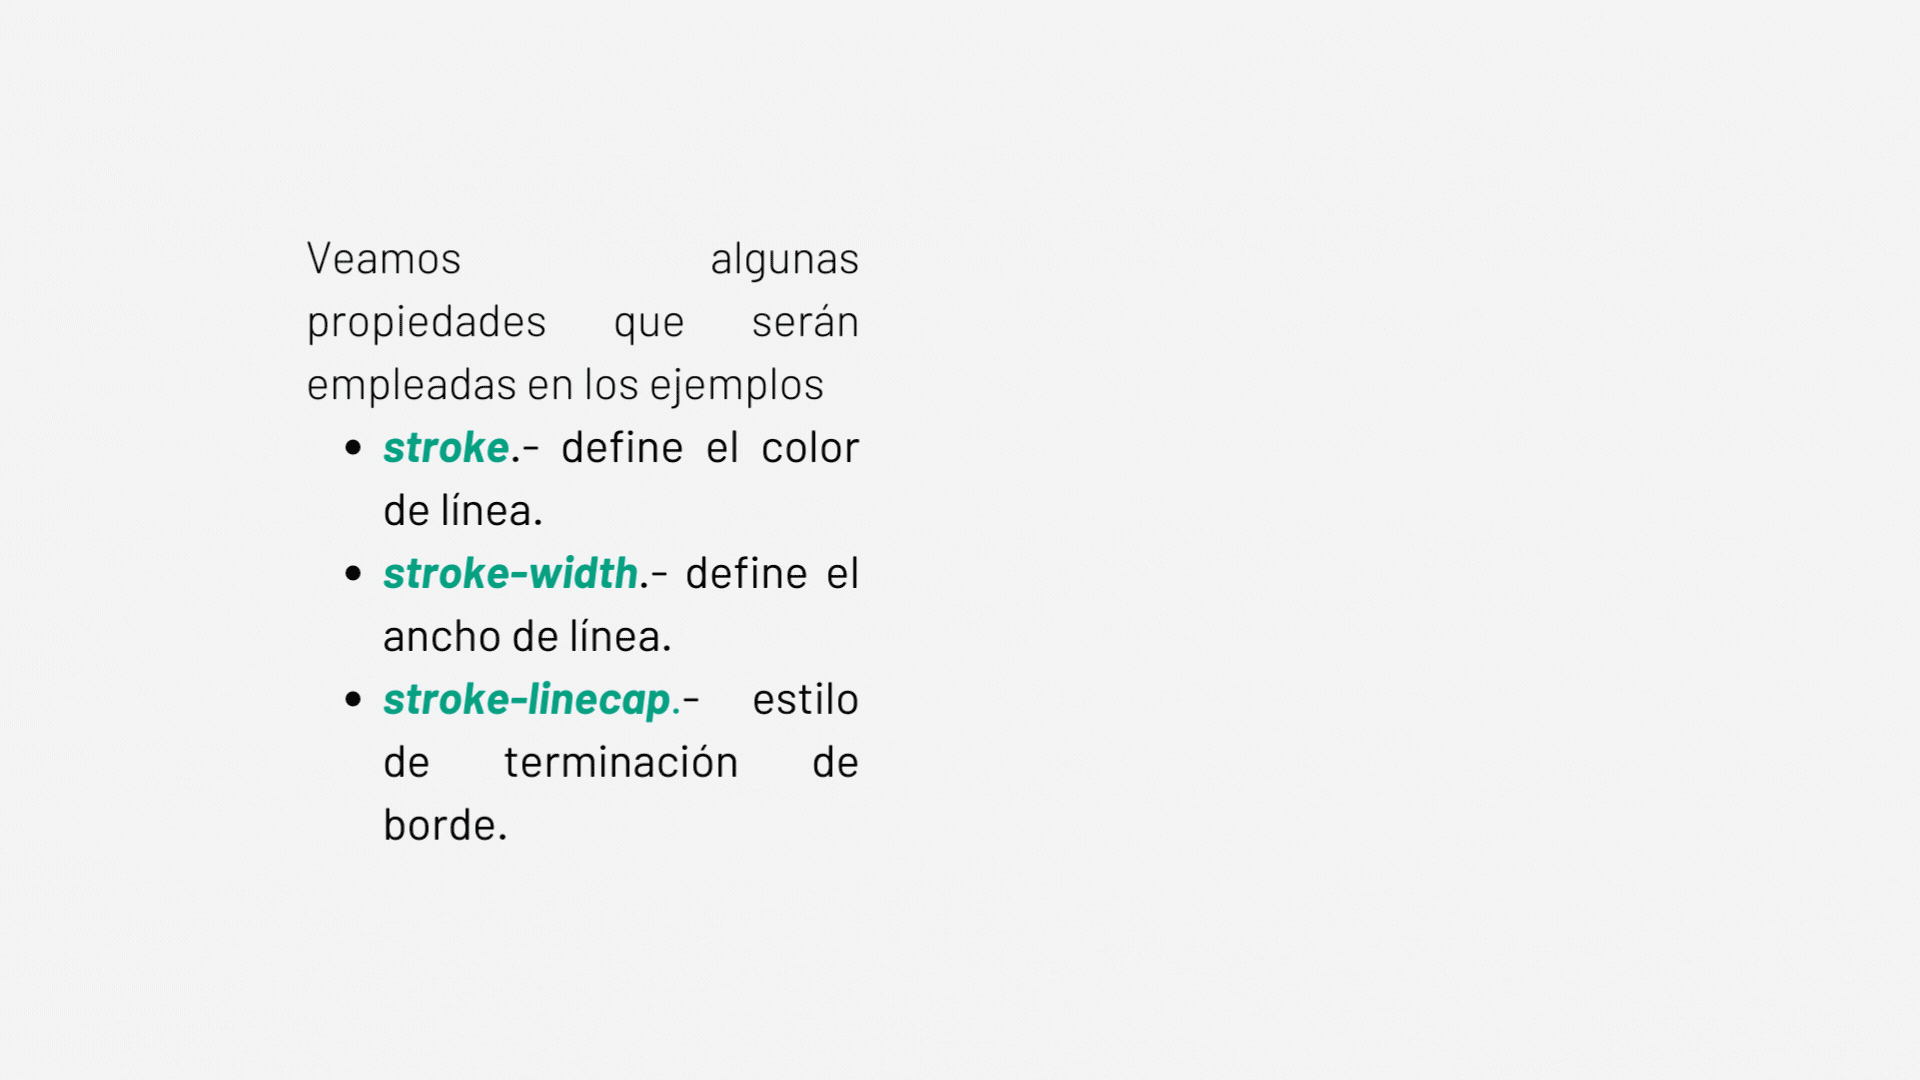 Veamos algunas
propiedades que serán
empleadas en los ejemplos
• stroke.- define el color
de línea.
• stroke-width.- define el
ancho de línea.
• stroke-linecap.- estilo
de terminación de
borde.